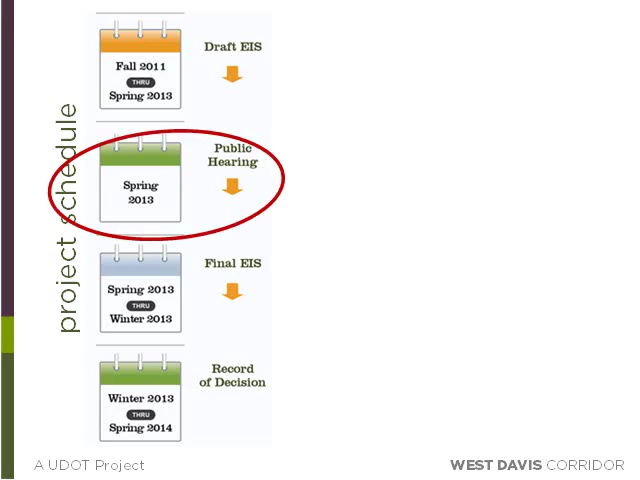 project schedule
Draft EIS
Fall 2011
THRU
Spring 2013
Public
Hearing
Spring
2013
Final EIS
Spring 2013
THRU
Winter 2013
Record
of Decision
Winter 2013
THRU
Spring 2014
A UDOT Project
WEST DAVIS CORRIDOR